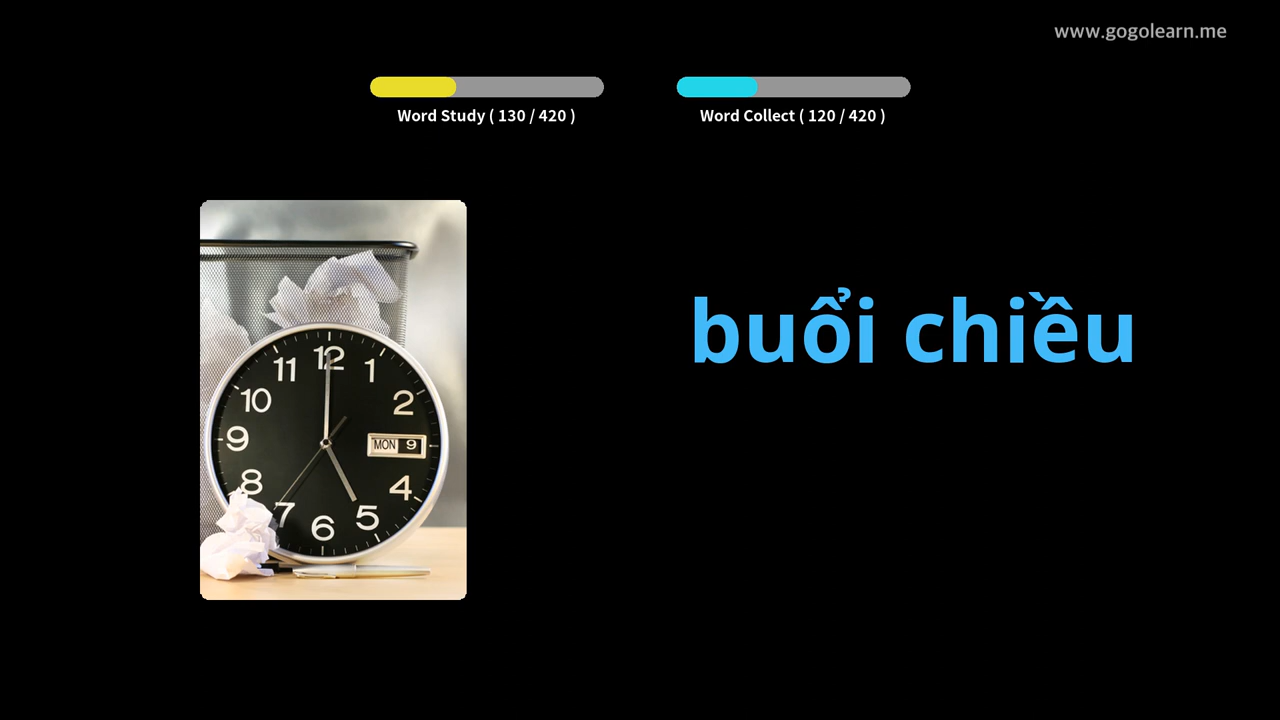 www.gogolearn.me
Word Study ( 130 / 420 )
Word Collect ( 120 / 420 )
buổi chiều
12
11
1
10
2
9
MON 9
8
4
7
5
6